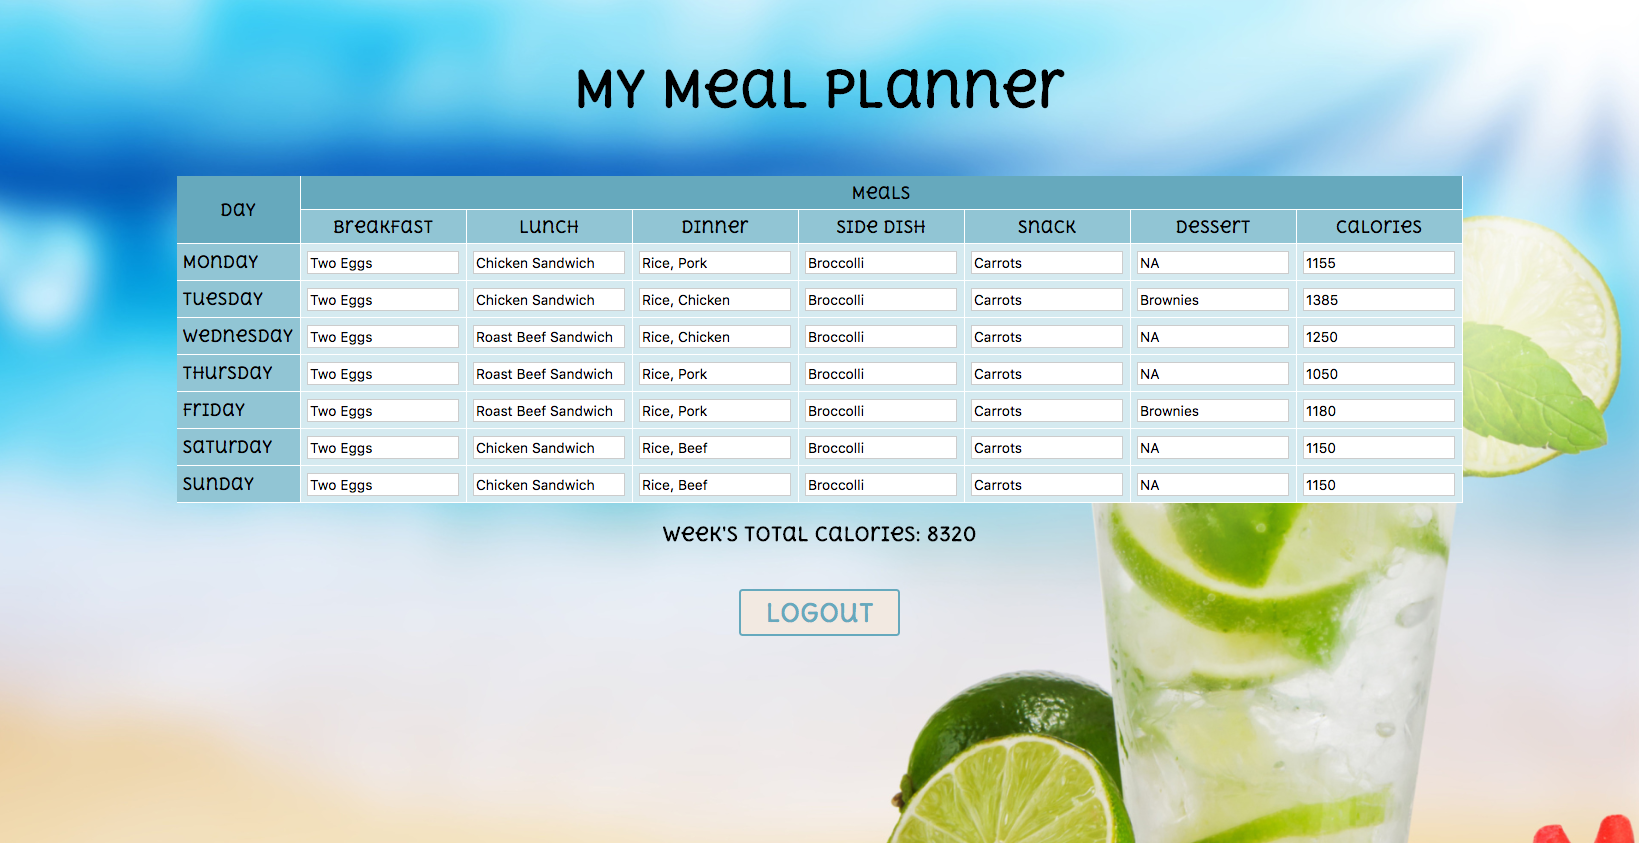 My Meal Planner
Day Meals
Breakfast Lunch Dinner Side Dish Snack Dessert Calories
Monday Two Eggs Chicken Sandwich Rice, Pork Broccolli Carrots NA 1155
Tuesday Two Eggs Chicken Sandwich Rice, Chicken Broccolli Carrots Brownies 1385
Wednesday Two Eggs Roast Beef Sandwich Rice, Chicken Broccolli Carrots NA 1250
Thursday Two Eggs Roast Beef Sandwich Rice, Pork Broccolli Carrots NA 1050
Friday Two Eggs Roast Beef Sandwich Rice, Pork Broccolli Carrots Brownies 1180
Saturday Two Eggs Chicken Sandwich Rice, Beef Broccolli Carrots NA 1150
Sunday Two Eggs Chicken Sandwich Rice, Beef Broccolli Carrots NA 1150
Week's Total Calories: 8320
LOGOUT